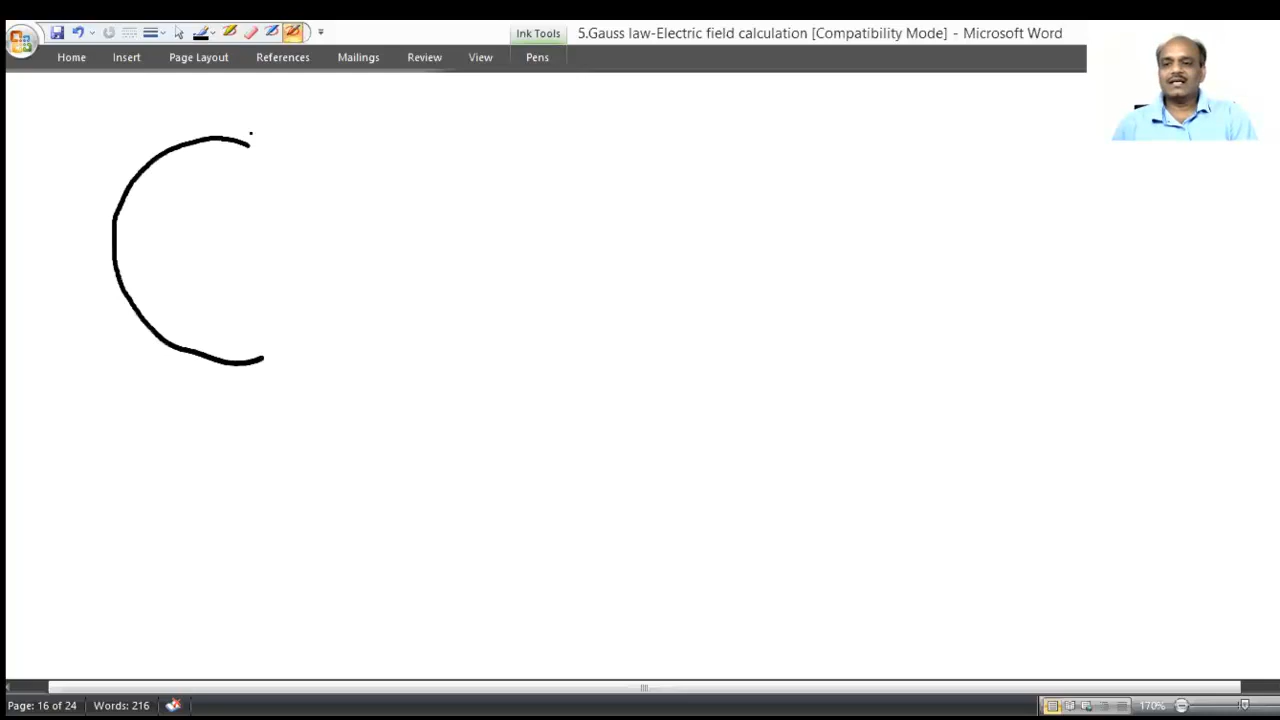 Ink Tools
5.Gauss law-Electric field calculation [Compatibility Mode] - Microsoft Word
Home Insert Page Layout References Mailings Review View Pens
Page: 16 of 24 Words: 216 170%